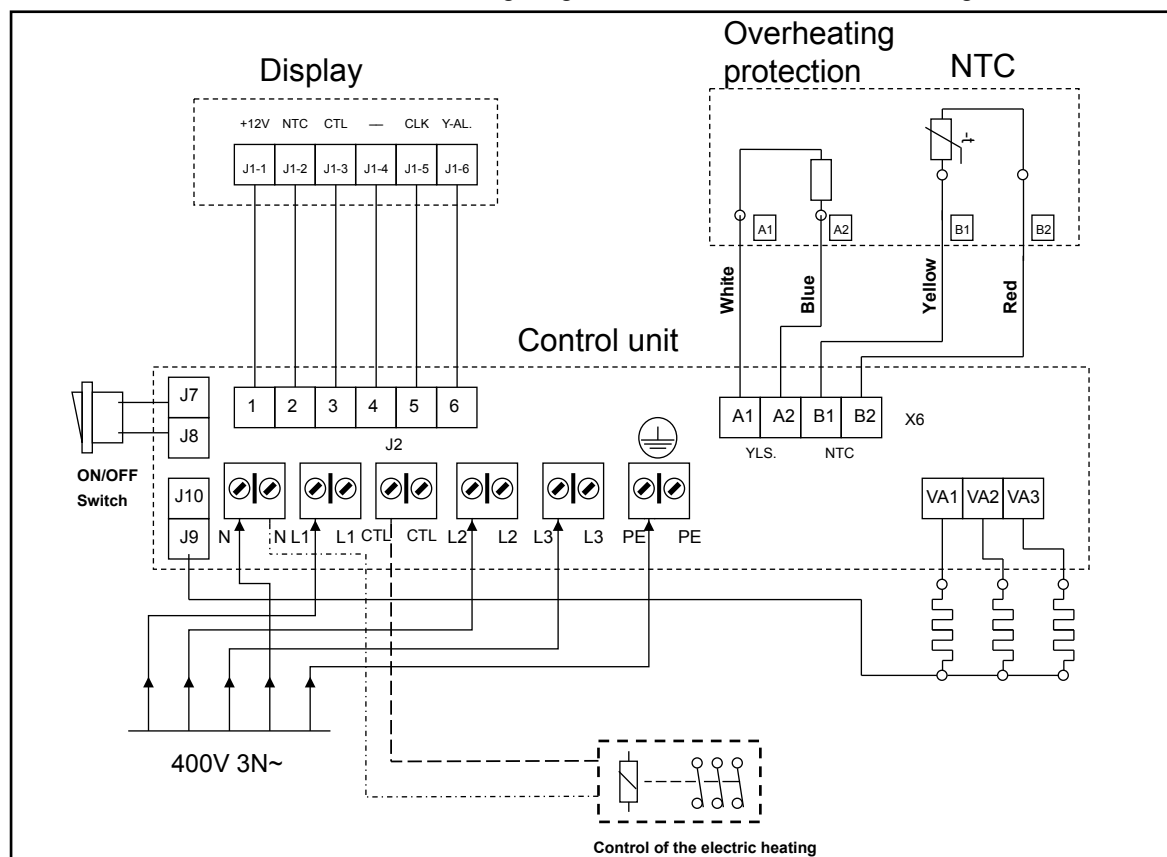 Overheating
protection
NTC
Display
+12V NTC CTL — CLK Y-AL.
J1-1 J1-2 J1-3 J1-4 J1-5 J1-6
A1 A2 B1 B2
White Blue Yellow Red
Control unit
J7
J8
1 2 3 4 5 6
J2
A1 A2 B1 B2 X6
YLS. NTC
ON/OFF
Switch
J10
J9
N N L1 L1 CTL CTL L2 L2 L3 L3 PE PE
VA1 VA2 VA3
400V 3N~
Control of the electric heating